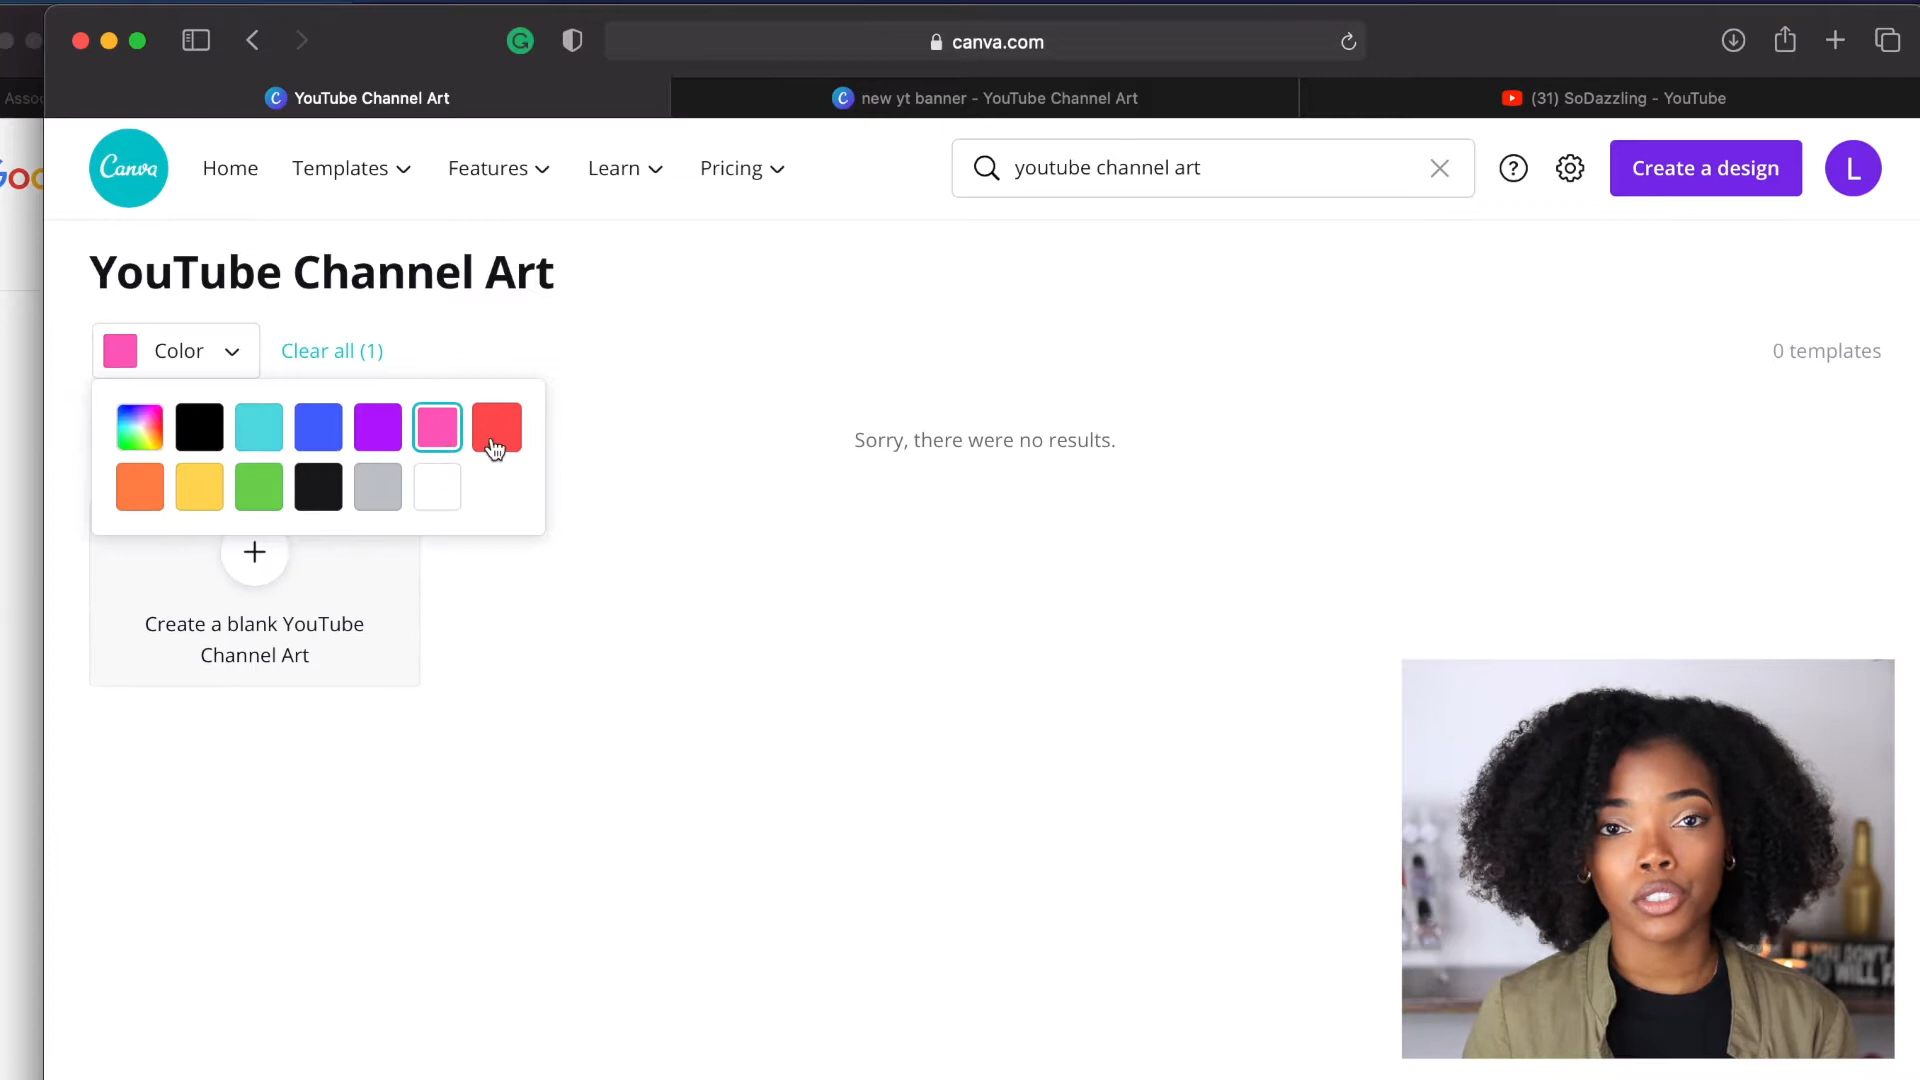 canva.com
Assoc
YouTube Channel Art
new yt banner - YouTube Channel Art
(31) SoDazzling - YouTube
Goo
Canva
Home
Templates
Features
Learn
Pricing
youtube channel art
Create a design
L
YouTube Channel Art
Color
Clear all (1)
0 templates
Sorry, there were no results.
+
Create a blank YouTube
Channel Art